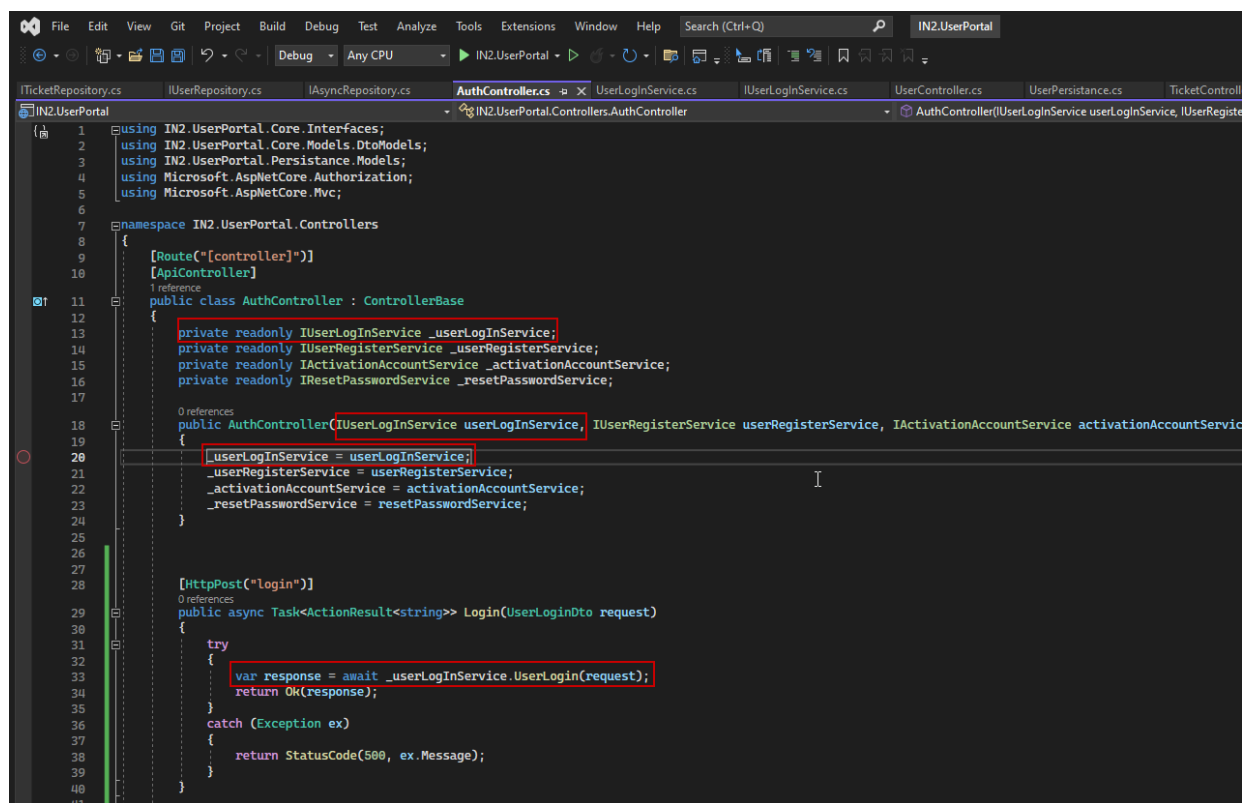 File Edit View Git Project Build Debug Test Analyze Tools Extensions Window Help Search (Ctrl+Q) IN2.UserPortal
Debug Any CPU IN2.UserPortal
ITicketRepository.cs IUserRepository.cs IAsyncRepository.cs AuthController.cs UserLogInService.cs IUserLogInService.cs UserController.cs UserPersistance.cs TicketControll
IN2.UserPortal IN2.UserPortal.Controllers.AuthController AuthController(IUserLogInService userLogInService, IUserRegiste
1 using IN2.UserPortal.Core.Interfaces;
2 using IN2.UserPortal.Core.Models.DtoModels;
3 using IN2.UserPortal.Persistance.Models;
4 using Microsoft.AspNetCore.Authorization;
5 using Microsoft.AspNetCore.Mvc;
6
7 namespace IN2.UserPortal.Controllers
8 {
9 [Route("[controller]")]
10 [ApiController]
1 reference
11 public class AuthController : ControllerBase
12 {
13 private readonly IUserLogInService _userLogInService;
14 private readonly IUserRegisterService _userRegisterService;
15 private readonly IActivationAccountService _activationAccountService;
16 private readonly IResetPasswordService _resetPasswordService;
17
0 references
18 public AuthController(IUserLogInService userLogInService, IUserRegisterService userRegisterService, IActivationAccountService activationAccountServic
19 {
20 _userLogInService = userLogInService;
21 _userRegisterService = userRegisterService;
22 _activationAccountService = activationAccountService;
23 _resetPasswordService = resetPasswordService;
24 }
25
26
27
28 [HttpPost("login")]
0 references
29 public async Task<ActionResult<string>> Login(UserLoginDto request)
30 {
31 try
32 {
33 var response = await _userLogInService.UserLogin(request);
34 return Ok(response);
35 }
36 catch (Exception ex)
37 {
38 return StatusCode(500, ex.Message);
39 }
40 }